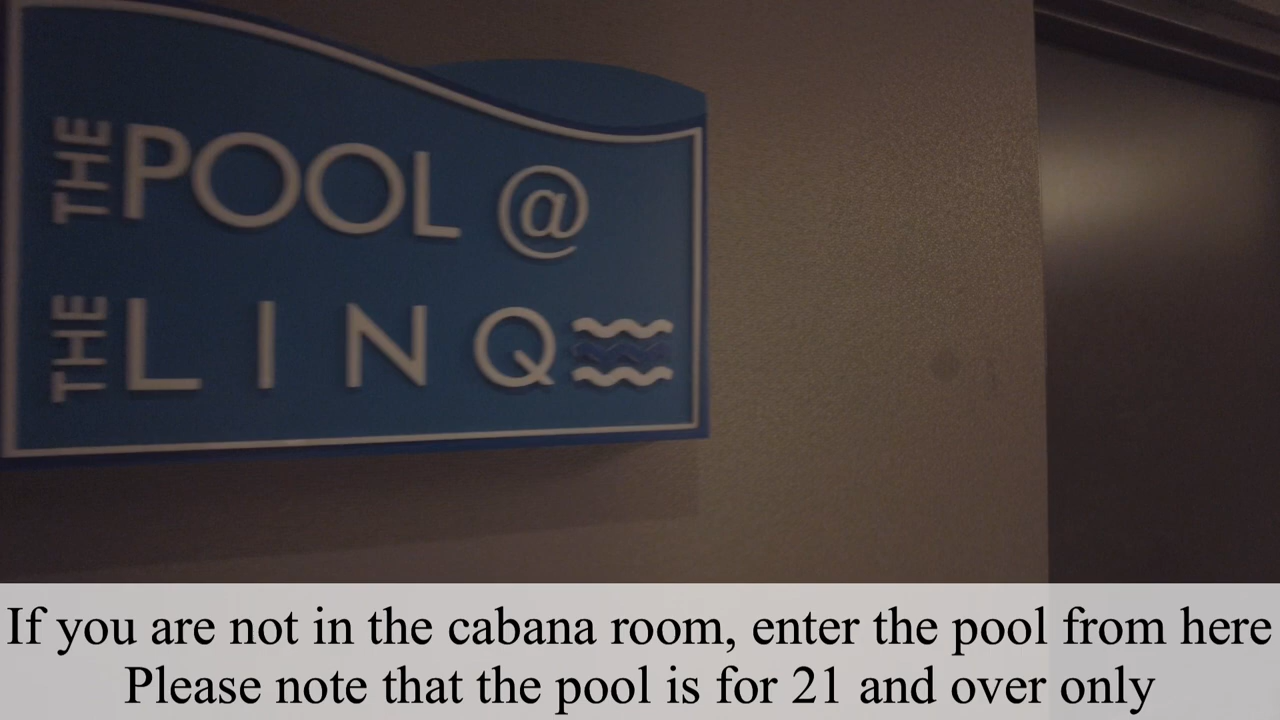 THE POOL @
THE LINQ
If you are not in the cabana room, enter the pool from here
Please note that the pool is for 21 and over only